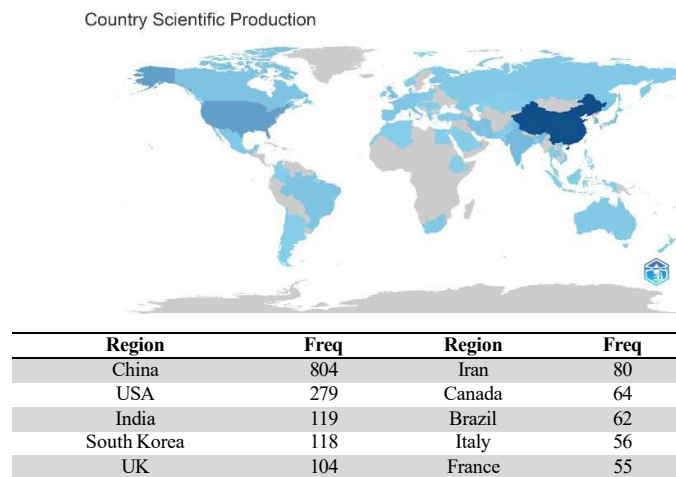 Country Scientific Production
Region Freq Region Freq
China 804 Iran 80
USA 279 Canada 64
India 119 Brazil 62
South Korea 118 Italy 56
UK 104 France 55